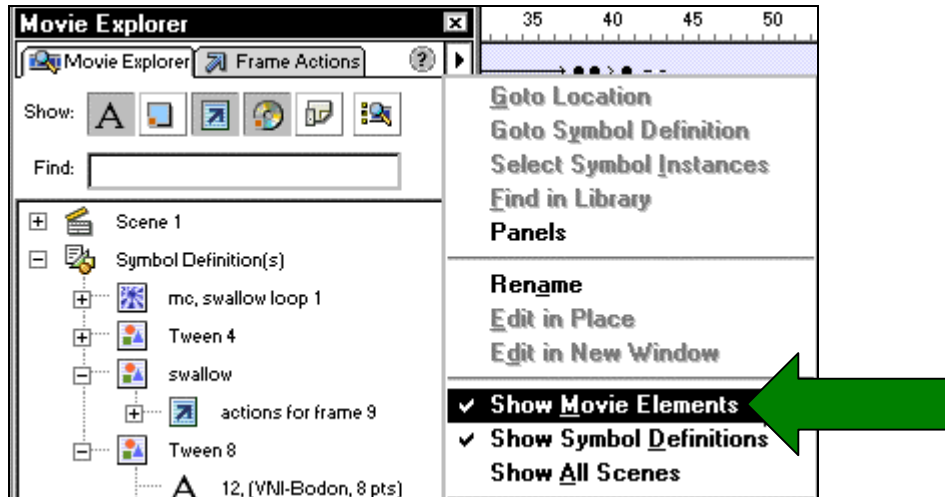 Movie Explorer
35 40 45 50
Movie Explorer Frame Actions ?
Show: A
Find:
Scene 1
Symbol Definition(s)
mc, swallow loop 1
Tween 4
swallow
actions for frame 9
Tween 8
A 12, (VNI-Bodon, 8 pts)
Goto Location
Goto Symbol Definition
Select Symbol Instances
Find in Library
Panels
Rename
Edit in Place
Edit in New Window
Show Movie Elements
Show Symbol Definitions
Show All Scenes